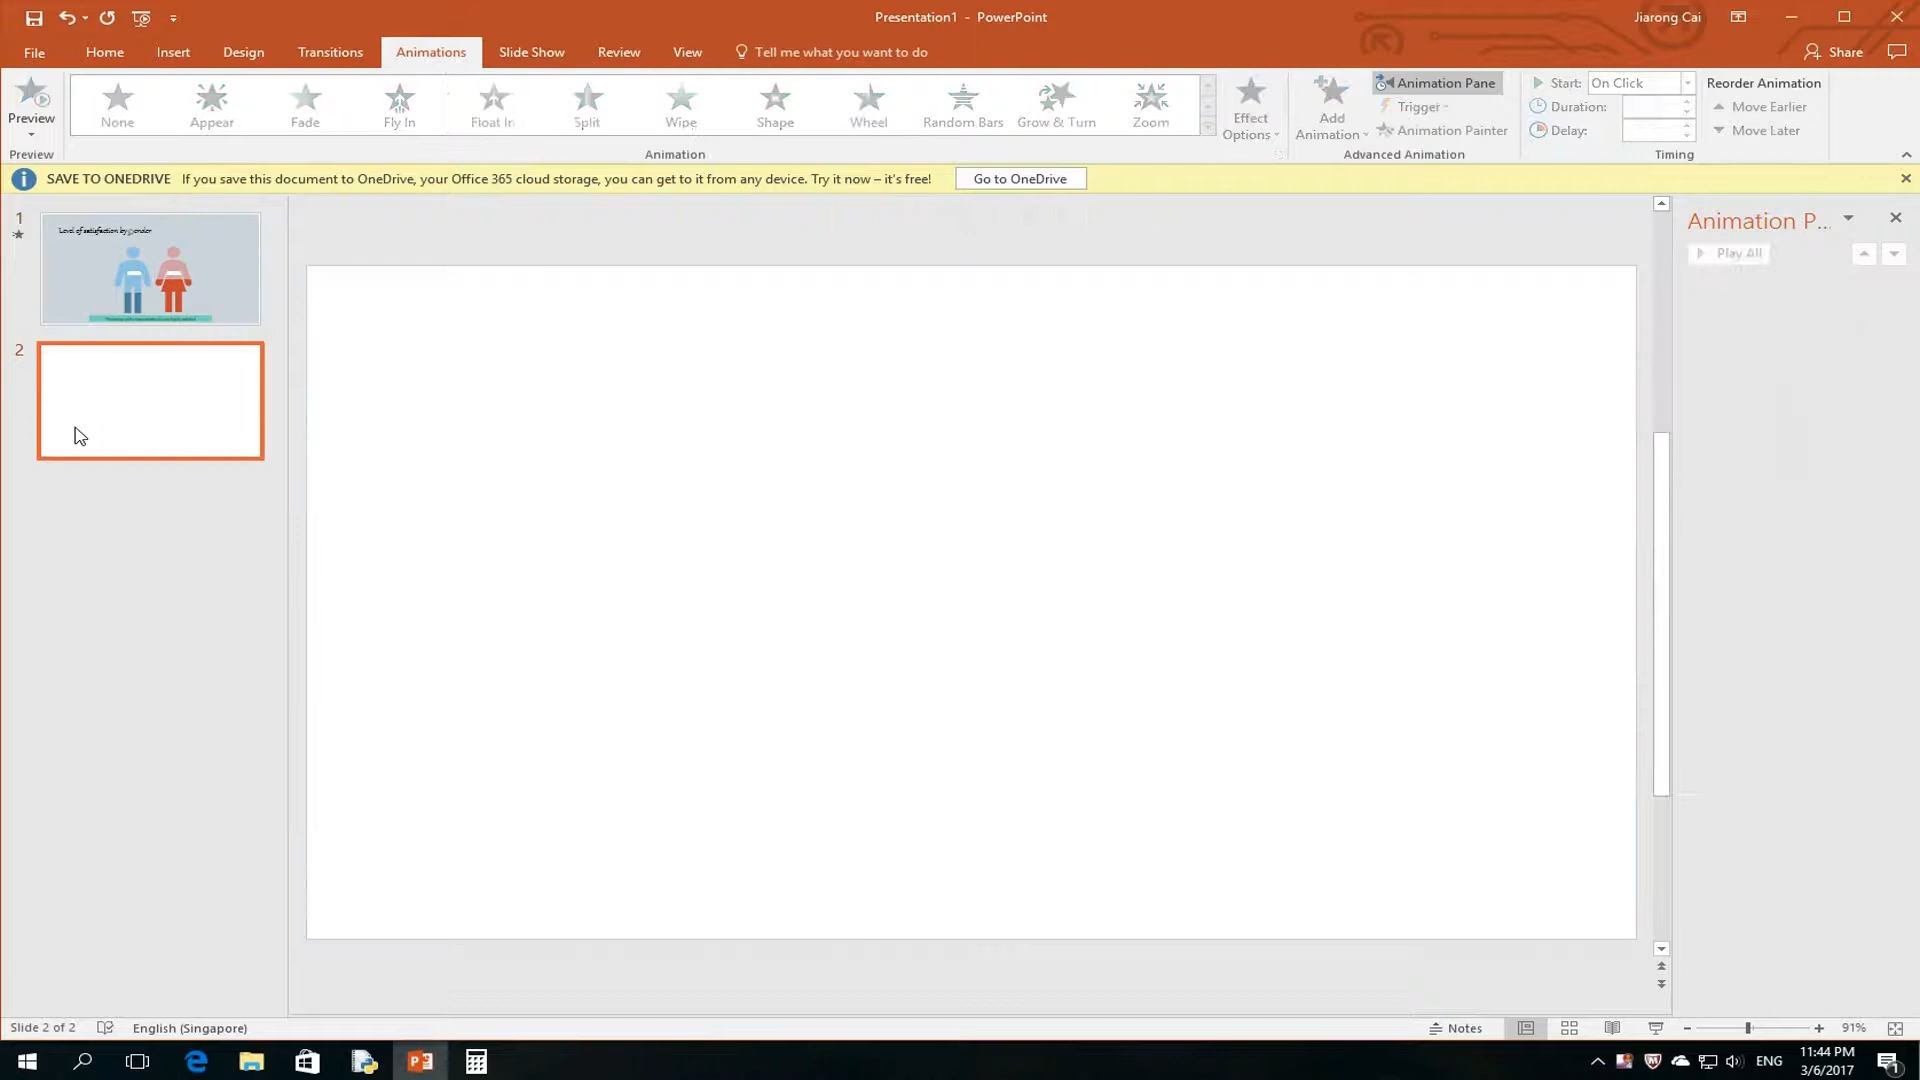 Presentation1 - PowerPoint
Jiarong Cai
File
Home
Insert
Design
Transitions
Animations
Slide Show
Review
View
Tell me what you want to do
Share
Preview
None
Appear
Fade
Fly In
Float In
Split
Wipe
Shape
Wheel
Random Bars
Grow & Turn
Zoom
Effect
Options
Add
Animation
Animation Pane
Trigger
Animation Painter
Start:
On Click
Duration:
Delay:
Reorder Animation
Move Earlier
Move Later
Preview
Animation
Advanced Animation
Timing
SAVE TO ONEDRIVE If you save this document to OneDrive, your Office 365 cloud storage, you can get to it from any device. Try it now – it's free!
Go to OneDrive
1
Level of satisfaction by gender
2
Animation P...
Play All
Slide 2 of 2
English (Singapore)
Notes
91%
ENG
11:44 PM
3/6/2017
1